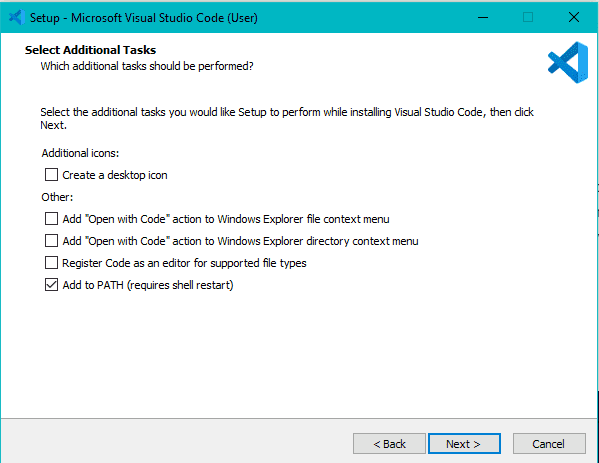 Setup - Microsoft Visual Studio Code (User)
Select Additional Tasks
Which additional tasks should be performed?
Select the additional tasks you would like Setup to perform while installing Visual Studio Code, then click
Next.
Additional icons:
Create a desktop icon
Other:
Add "Open with Code" action to Windows Explorer file context menu
Add "Open with Code" action to Windows Explorer directory context menu
Register Code as an editor for supported file types
Add to PATH (requires shell restart)
< Back
Next >
Cancel